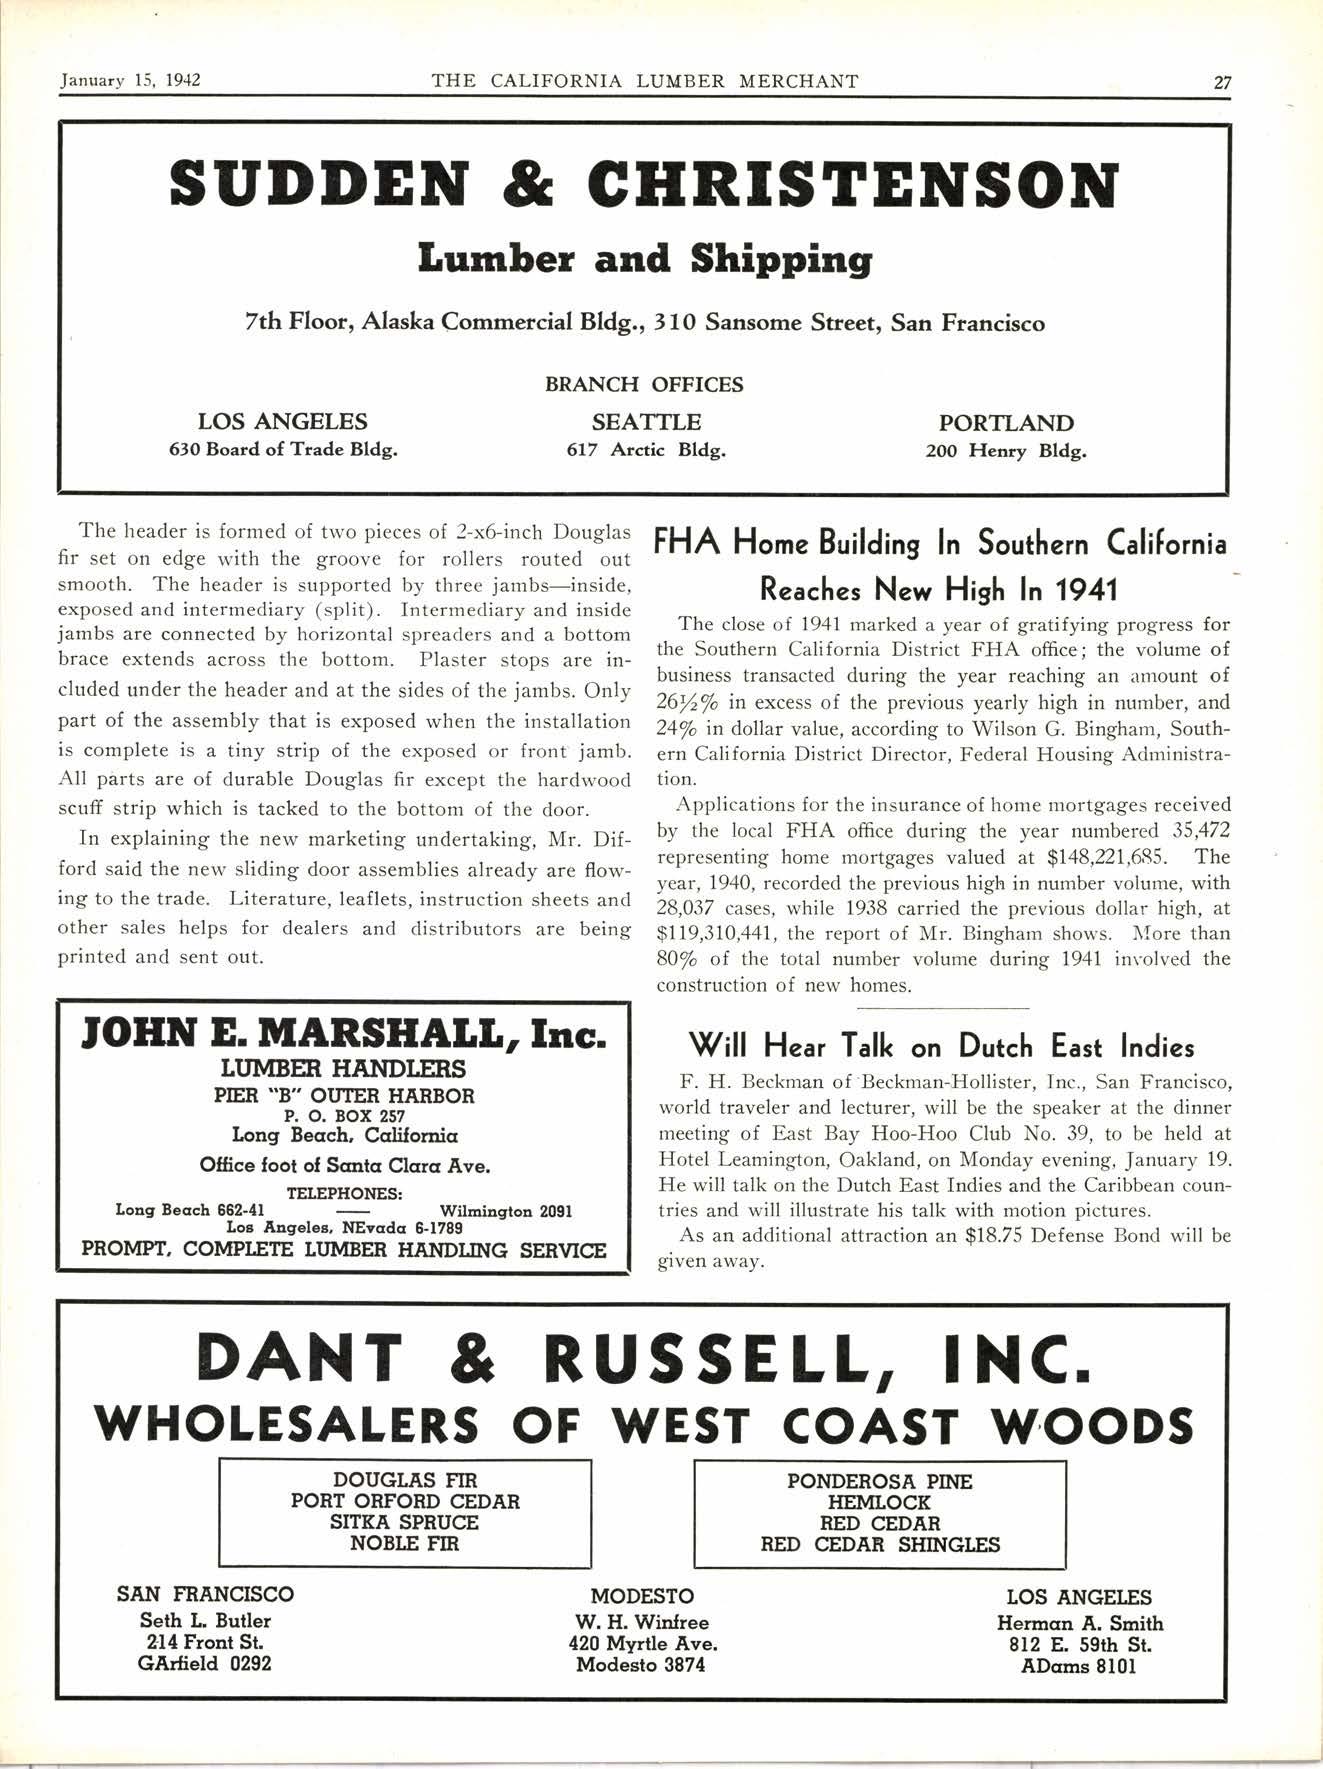 January 15, 1942 THE CALIFORNIA LUMBER MERCHANT 27
SUDDEN & CHRISTENSON
Lumber and Shipping
7th Floor, Alaska Commercial Bldg., 310 Sansome Street, San Francisco
BRANCH OFFICES
LOS ANGELES SEATTLE PORTLAND
630 Board of Trade Bldg. 617 Arctic Bldg. 200 Henry Bldg.
The header is formed of two pieces of 2-x6-inch Douglas
fir set on edge with the groove for rollers routed out
smooth. The header is supported by three jambs—inside,
exposed and intermediary (split). Intermediary and inside
jambs are connected by horizontal spreaders and a bottom
brace extends across the bottom. Plaster stops are in-
cluded under the header and at the sides of the jambs. Only
part of the assembly that is exposed when the installation
is complete is a tiny strip of the exposed or front jamb.
All parts are of durable Douglas fir except the hardwood
scuff strip which is tacked to the bottom of the door.
In explaining the new marketing undertaking, Mr. Dif-
ford said the new sliding door assemblies already are flow-
ing to the trade. Literature, leaflets, instruction sheets and
other sales helps for dealers and distributors are being
printed and sent out.
JOHN E. MARSHALL, Inc.
LUMBER HANDLERS
PIER "B" OUTER HARBOR
P. O. BOX 257
Long Beach, California
Office foot of Santa Clara Ave.
TELEPHONES:
Long Beach 662-41 — Wilmington 2091
Los Angeles, NEvada 6-1789
PROMPT, COMPLETE LUMBER HANDLING SERVICE
FHA Home Building In Southern California
Reaches New High In 1941
The close of 1941 marked a year of gratifying progress for
the Southern California District FHA office; the volume of
business transacted during the year reaching an amount of
26½% in excess of the previous yearly high in number, and
24% in dollar value, according to Wilson G. Bingham, South-
ern California District Director, Federal Housing Administra-
tion.
Applications for the insurance of home mortgages received
by the local FHA office during the year numbered 35,472
representing home mortgages valued at $148,221,685. The
year, 1940, recorded the previous high in number volume, with
28,037 cases, while 1938 carried the previous dollar high, at
$119,310,441, the report of Mr. Bingham shows. More than
80% of the total number volume during 1941 involved the
construction of new homes.
Will Hear Talk on Dutch East Indies
F. H. Beckman of Beckman-Hollister, Inc., San Francisco,
world traveler and lecturer, will be the speaker at the dinner
meeting of East Bay Hoo-Hoo Club No. 39, to be held at
Hotel Leamington, Oakland, on Monday evening, January 19.
He will talk on the Dutch East Indies and the Caribbean coun-
tries and will illustrate his talk with motion pictures.
As an additional attraction an $18.75 Defense Bond will be
given away.
DANT & RUSSELL, INC.
WHOLESALERS OF WEST COAST WOODS
DOUGLAS FIR
PORT ORFORD CEDAR
SITKA SPRUCE
NOBLE FIR
PONDEROSA PINE
HEMLOCK
RED CEDAR
RED CEDAR SHINGLES
SAN FRANCISCO
Seth L. Butler
214 Front St.
GArfield 0292
MODESTO
W. H. Winfree
420 Myrtle Ave.
Modesto 3874
LOS ANGELES
Herman A. Smith
812 E. 59th St.
ADams 8101